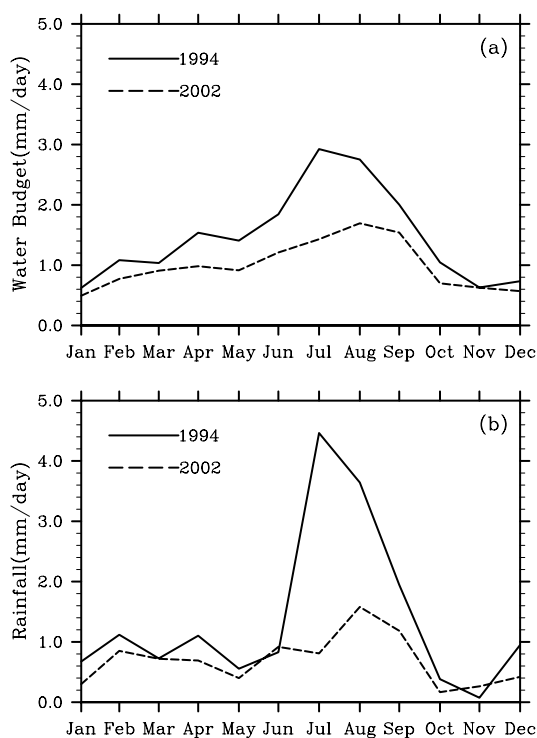 5.0
(a)
1994
4.0
2002
3.0
Water Budget(mm/day)
2.0
1.0
0.0
Jan Feb Mar Apr May Jun Jul Aug Sep Oct Nov Dec
5.0
(b)
1994
4.0
2002
3.0
Rainfall(mm/day)
2.0
1.0
0.0
Jan Feb Mar Apr May Jun Jul Aug Sep Oct Nov Dec